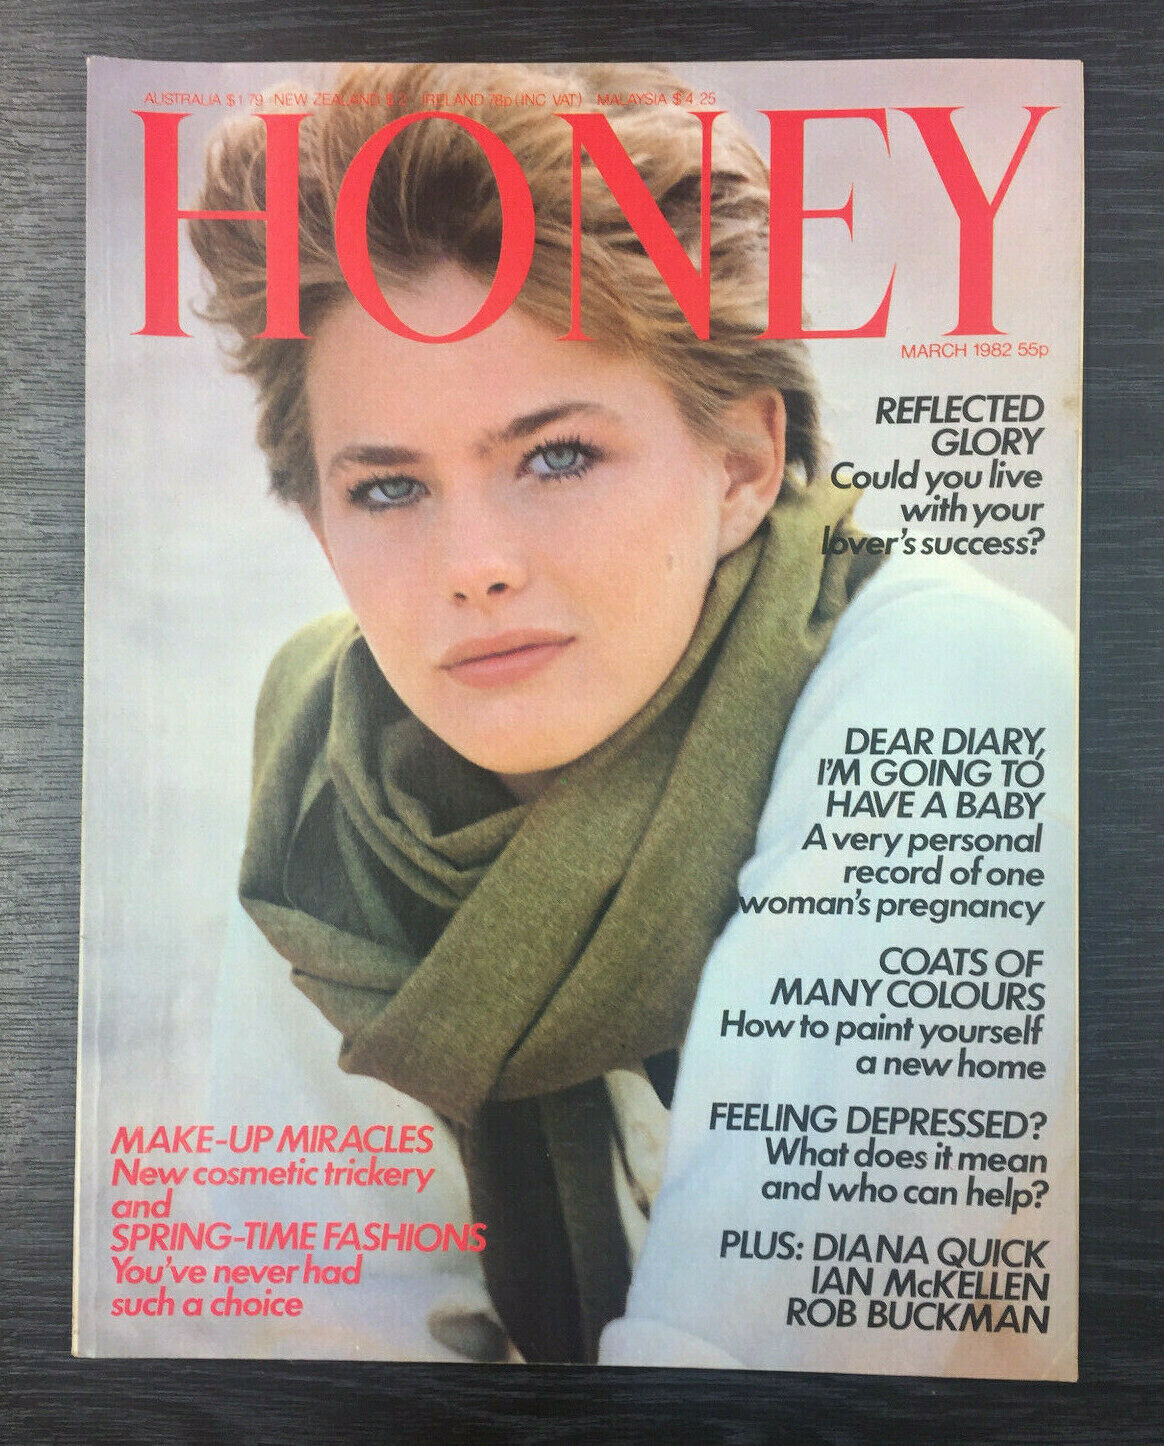 AUSTRALIA $1.79 NEW ZEALAND $2 IRELAND 78p (INC VAT) MALAYSIA $4.25
HONEY
MARCH 1982 55p
REFLECTED
GLORY
Could you live
with your
lover's success?
DEAR DIARY,
I'M GOING TO
HAVE A BABY
A very personal
record of one
woman's pregnancy
COATS OF
MANY COLOURS
How to paint yourself
a new home
FEELING DEPRESSED?
What does it mean
and who can help?
PLUS: DIANA QUICK
IAN McKELLEN
ROB BUCKMAN
MAKE-UP MIRACLES
New cosmetic trickery
and
SPRING-TIME FASHIONS
You've never had
such a choice